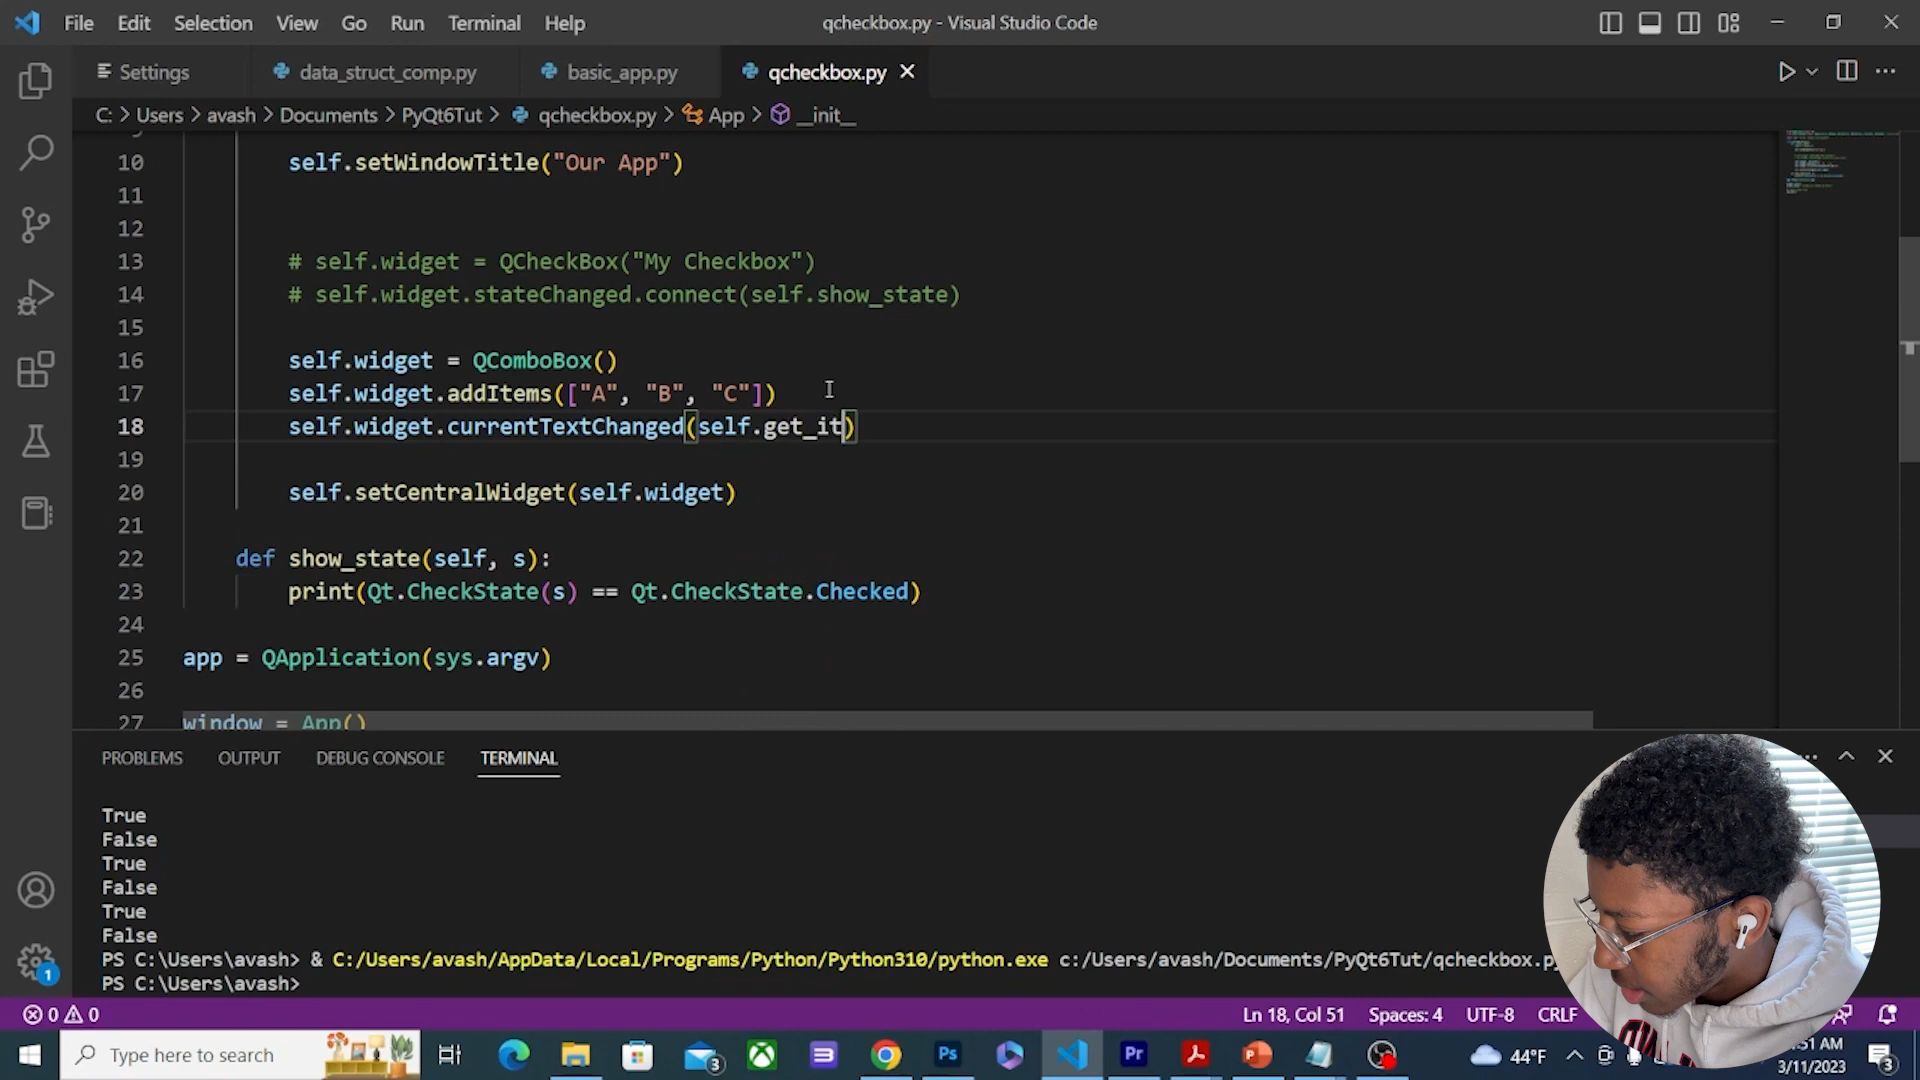 File Edit Selection View Go Run Terminal Help
qcheckbox.py - Visual Studio Code
Settings data_struct_comp.py basic_app.py qcheckbox.py
C: > Users > avash > Documents > PyQt6Tut > qcheckbox.py > App > __init__
10 self.setWindowTitle("Our App")
11
12
13 # self.widget = QCheckBox("My Checkbox")
14 # self.widget.stateChanged.connect(self.show_state)
15
16 self.widget = QComboBox()
17 self.widget.addItems(["A", "B", "C"])
18 self.widget.currentTextChanged(self.get_it)
19
20 self.setCentralWidget(self.widget)
21
22 def show_state(self, s):
23 print(Qt.CheckState(s) == Qt.CheckState.Checked)
24
25 app = QApplication(sys.argv)
26
27 window = App()
PROBLEMS OUTPUT DEBUG CONSOLE TERMINAL
True
False
True
False
True
False
PS C:\Users\avash> & C:/Users/avash/AppData/Local/Programs/Python/Python310/python.exe c:/Users/avash/Documents/PyQt6Tut/qcheckbox.p
PS C:\Users\avash>
1
0 0 Ln 18, Col 51 Spaces: 4 UTF-8 CRLF
Type here to search 3 Ps Pr 44°F
:51 AM
3/11/2023
3